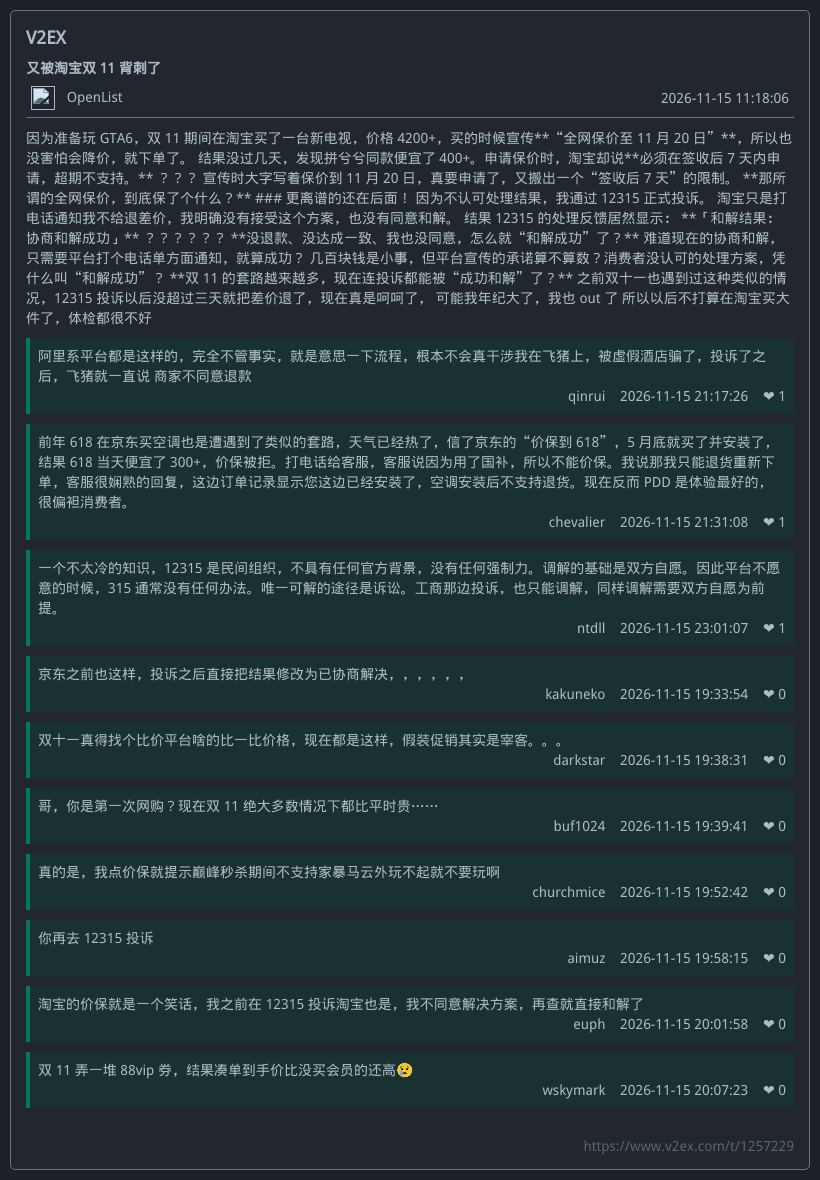 V2EX
又被淘宝双 11 背刺了
OpenList
2026-11-15 11:18:06
因为准备玩 GTA6，双 11 期间在淘宝买了一台新电视，价格 4200+，买的时候宣传**“全网保价至 11 月 20 日”**，所以也
没害怕会降价，就下单了。 结果没过几天，发现拼兮兮同款便宜了 400+。申请保价时，淘宝却说**必须在签收后 7 天内申
请，超期不支持。** ？？？ 宣传时大字写着保价到 11 月 20 日，真要申请了，又搬出一个“签收后 7 天”的限制。 **那所
谓的全网保价，到底保了个什么？** ### 更离谱的还在后面！ 因为不认可处理结果，我通过 12315 正式投诉。 淘宝只是打
电话通知我不给退差价，我明确没有接受这个方案，也没有同意和解。 结果 12315 的处理反馈居然显示： **「和解结果：
协商和解成功」** ？？？？？？ **没退款、没达成一致、我也没同意，怎么就“和解成功”了？** 难道现在的协商和解，
只需要平台打个电话单方面通知，就算成功？ 几百块钱是小事，但平台宣传的承诺算不算数？消费者没认可的处理方案，凭
什么叫“和解成功”？ **双 11 的套路越来越多，现在连投诉都能被“成功和解”了？** 之前双十一也遇到过这种类似的情
况，12315 投诉以后没超过三天就把差价退了，现在真是呵呵了， 可能我年纪大了，我也 out 了 所以以后不打算在淘宝买大
件了，体检都很不好
阿里系平台都是这样的，完全不管事实，就是意思一下流程，根本不会真干涉我在飞猪上，被虚假酒店骗了，投诉了之
后，飞猪就一直说 商家不同意退款
qinrui 2026-11-15 21:17:26 ❤ 1
前年 618 在京东买空调也是遭遇到了类似的套路，天气已经热了，信了京东的“价保到 618”，5 月底就买了并安装了，
结果 618 当天便宜了 300+，价保被拒。打电话给客服，客服说因为用了国补，所以不能价保。我说那我只能退货重新下
单，客服很娴熟的回复，这边订单记录显示您这边已经安装了，空调安装后不支持退货。现在反而 PDD 是体验最好的，
很偏袒消费者。
chevalier 2026-11-15 21:31:08 ❤ 1
一个不太冷的知识，12315 是民间组织，不具有任何官方背景，没有任何强制力。调解的基础是双方自愿。因此平台不愿
意的时候，315 通常没有任何办法。唯一可解的途径是诉讼。工商那边投诉，也只能调解，同样调解需要双方自愿为前
提。
ntdll 2026-11-15 23:01:07 ❤ 1
京东之前也这样，投诉之后直接把结果修改为已协商解决，，，，，，
kakuneko 2026-11-15 19:33:54 ❤ 0
双十一真得找个比价平台啥的比一比价格，现在都是这样，假装促销其实是宰客。。。
darkstar 2026-11-15 19:38:31 ❤ 0
哥，你是第一次网购？现在双 11 绝大多数情况下都比平时贵⋯⋯
buf1024 2026-11-15 19:39:41 ❤ 0
真的是，我点价保就提示巅峰秒杀期间不支持家暴马云外玩不起就不要玩啊
churchmice 2026-11-15 19:52:42 ❤ 0
你再去 12315 投诉
aimuz 2026-11-15 19:58:15 ❤ 0
淘宝的价保就是一个笑话，我之前在 12315 投诉淘宝也是，我不同意解决方案，再查就直接和解了
euph 2026-11-15 20:01:58 ❤ 0
双 11 弄一堆 88vip 劵，结果凑单到手价比没买会员的还高😢
wskymark 2026-11-15 20:07:23 ❤ 0
https://www.v2ex.com/t/1257229